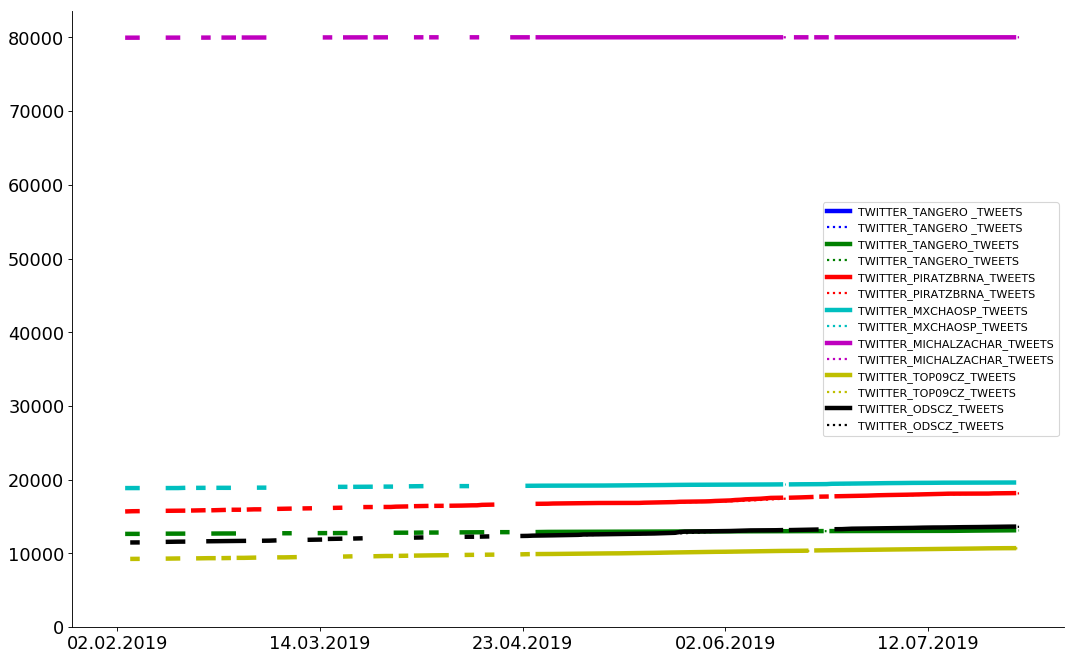 80000
70000
60000
50000
40000
30000
20000
10000
0
02.02.2019 14.03.2019 23.04.2019 02.06.2019 12.07.2019
TWITTER_TANGERO _TWEETS
TWITTER_TANGERO _TWEETS
TWITTER_TANGERO_TWEETS
TWITTER_TANGERO_TWEETS
TWITTER_PIRATZBRNA_TWEETS
TWITTER_PIRATZBRNA_TWEETS
TWITTER_MXCHAOSP_TWEETS
TWITTER_MXCHAOSP_TWEETS
TWITTER_MICHALZACHAR_TWEETS
TWITTER_MICHALZACHAR_TWEETS
TWITTER_TOP09CZ_TWEETS
TWITTER_TOP09CZ_TWEETS
TWITTER_ODSCZ_TWEETS
TWITTER_ODSCZ_TWEETS